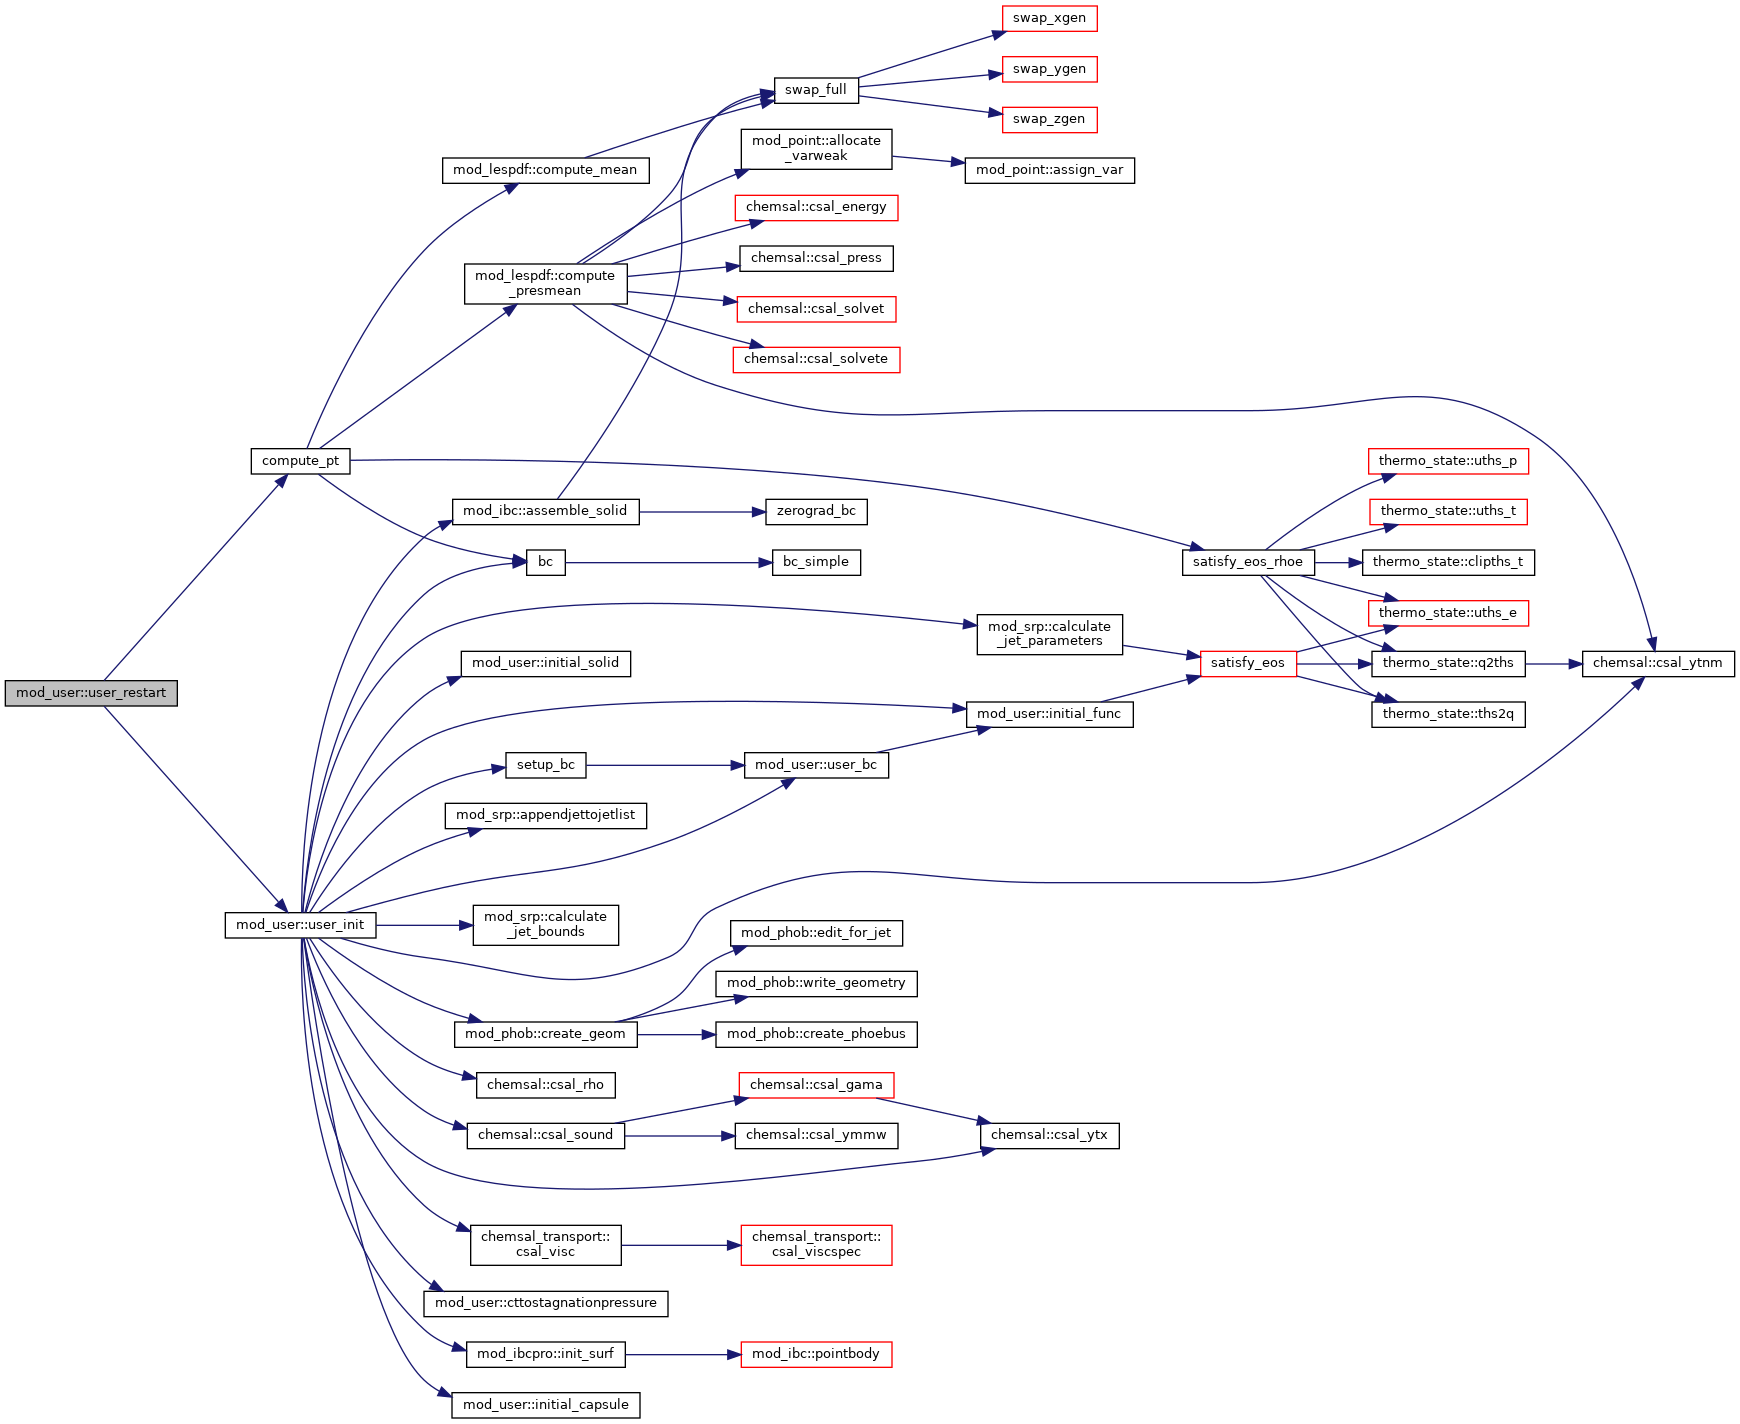 swap_xgen
swap_ygen
swap_full
swap_zgen
mod_point::allocate
_varweak
mod_lespdf::compute_mean
mod_point::assign_var
chemsal::csal_energy
chemsal::csal_press
mod_lespdf::compute
_presmean
chemsal::csal_solvet
chemsal::csal_solvete
compute_pt
thermo_state::uths_p
mod_ibc::assemble_solid
zerograd_bc
thermo_state::uths_t
bc
bc_simple
satisfy_eos_rhoe
thermo_state::clipths_t
thermo_state::uths_e
mod_srp::calculate
_jet_parameters
mod_user::initial_solid
satisfy_eos
thermo_state::q2ths
chemsal::csal_ytnm
mod_user::user_restart
mod_user::initial_func
thermo_state::ths2q
setup_bc
mod_user::user_bc
mod_srp::appendjettojetlist
mod_user::user_init
mod_srp::calculate
_jet_bounds
mod_phob::edit_for_jet
mod_phob::write_geometry
mod_phob::create_geom
mod_phob::create_phoebus
chemsal::csal_rho
chemsal::csal_gama
chemsal::csal_sound
chemsal::csal_ymmw
chemsal::csal_ytx
chemsal_transport::
csal_visc
chemsal_transport::
csal_viscspec
mod_user::cttostagnationpressure
mod_ibcpro::init_surf
mod_ibc::pointbody
mod_user::initial_capsule